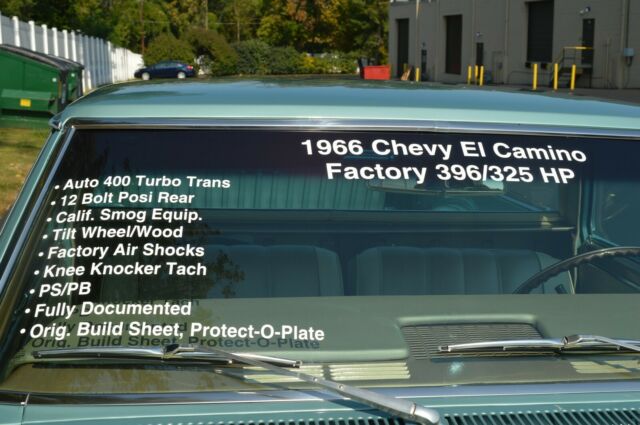 1966 Chevy El Camino
Factory 396/325 HP
• Auto 400 Turbo Trans
• 12 Bolt Posi Rear
• Calif. Smog Equip.
• Tilt Wheel/Wood
• Factory Air Shocks
• Knee Knocker Tach
• PS/PB
• Fully Documented
• Orig. Build Sheet, Protect-O-Plate